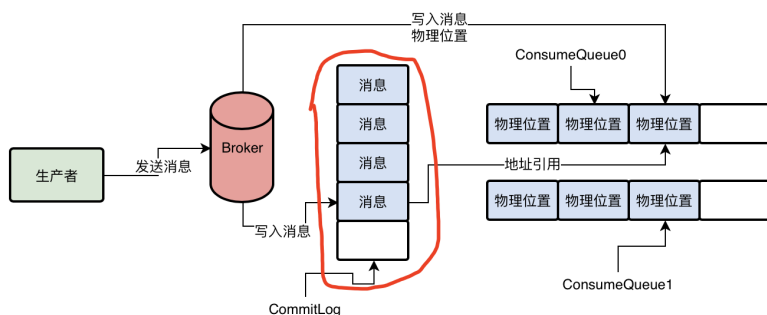 写入消息
物理位置
ConsumeQueue0
消息
消息
消息
消息
Broker
生产者
发送消息
写入消息
地址引用
物理位置
物理位置
物理位置
物理位置
物理位置
物理位置
CommitLog
ConsumeQueue1